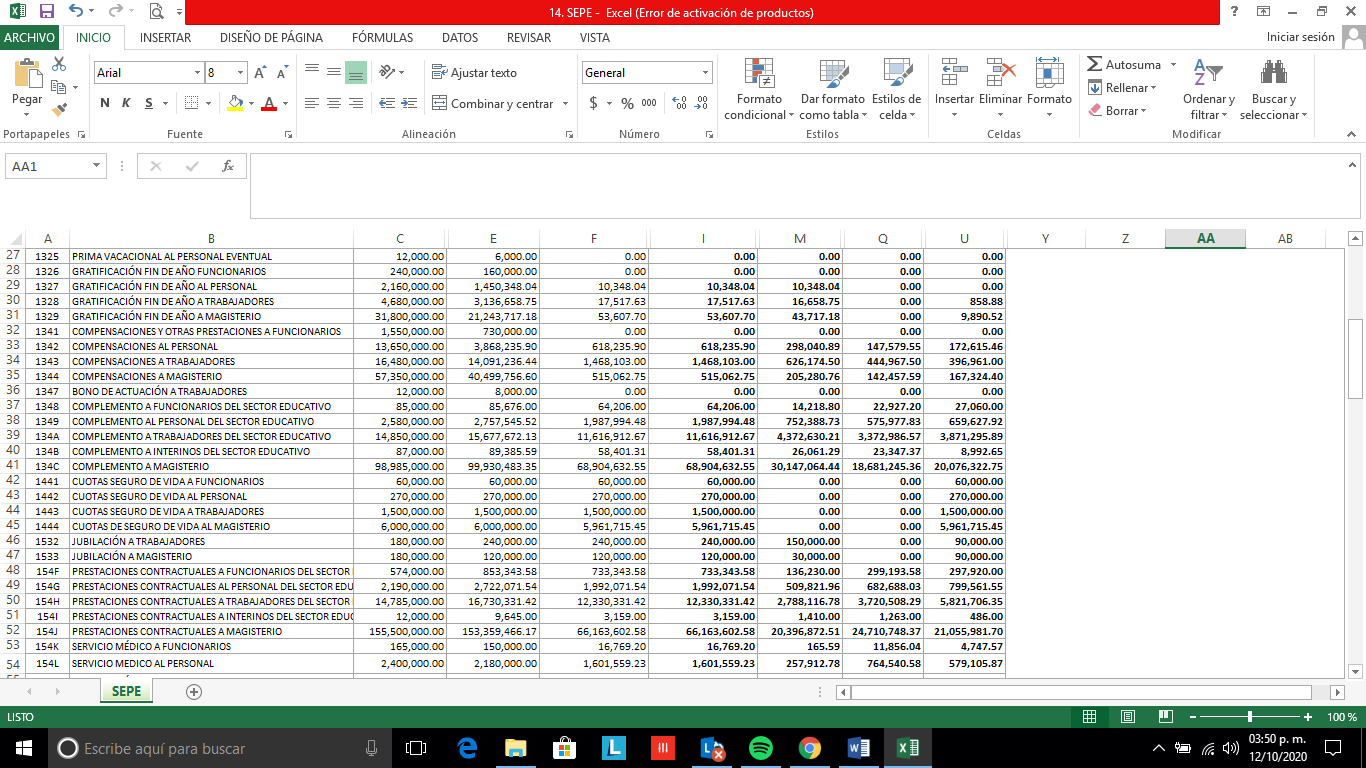 14. SEPE - Excel (Error de activación de productos)
ARCHIVO INICIO INSERTAR DISEÑO DE PÁGINA FÓRMULAS DATOS REVISAR VISTA Iniciar sesión
Pegar Arial 8 Ajustar texto General Formato condicional Dar formato como tabla Estilos de celda Insertar Eliminar Formato Autosuma Rellenar Borrar Ordenar y filtrar Buscar y seleccionar
N K S Combinar y centrar $ % 000
Portapapeles Fuente Alineación Número Estilos Celdas Modificar
AA1 fx
A B C E F I M Q U Y Z AA AB
27 1325 PRIMA VACACIONAL AL PERSONAL EVENTUAL 12,000.00 6,000.00 0.00 0.00 0.00 0.00 0.00
28 1326 GRATIFICACIÓN FIN DE AÑO FUNCIONARIOS 240,000.00 160,000.00 0.00 0.00 0.00 0.00 0.00
29 1327 GRATIFICACIÓN FIN DE AÑO AL PERSONAL 2,160,000.00 1,450,348.04 10,348.04 10,348.04 10,348.04 0.00 0.00
30 1328 GRATIFICACIÓN FIN DE AÑO A TRABAJADORES 4,680,000.00 3,136,658.75 17,517.63 17,517.63 16,658.75 0.00 858.88
31 1329 GRATIFICACIÓN FIN DE AÑO A MAGISTERIO 31,800,000.00 21,243,717.18 53,607.70 53,607.70 43,717.18 0.00 9,890.52
32 1341 COMPENSACIONES Y OTRAS PRESTACIONES A FUNCIONARIOS 1,550,000.00 730,000.00 0.00 0.00 0.00 0.00 0.00
33 1342 COMPENSACIONES AL PERSONAL 13,650,000.00 3,868,235.90 618,235.90 618,235.90 298,040.89 147,579.55 172,615.46
34 1343 COMPENSACIONES A TRABAJADORES 16,480,000.00 14,091,236.44 1,468,103.00 1,468,103.00 626,174.50 444,967.50 396,961.00
35 1344 COMPENSACIONES A MAGISTERIO 57,350,000.00 40,499,756.60 515,062.75 515,062.75 205,280.76 142,457.59 167,324.40
36 1347 BONO DE ACTUACIÓN A TRABAJADORES 12,000.00 8,000.00 0.00 0.00 0.00 0.00 0.00
37 1348 COMPLEMENTO A FUNCIONARIOS DEL SECTOR EDUCATIVO 85,000.00 85,676.00 64,206.00 64,206.00 14,218.80 22,927.20 27,060.00
38 1349 COMPLEMENTO AL PERSONAL DEL SECTOR EDUCATIVO 2,580,000.00 2,757,545.52 1,987,994.48 1,987,994.48 752,388.73 575,977.83 659,627.92
39 134A COMPLEMENTO A TRABAJADORES DEL SECTOR EDUCATIVO 14,850,000.00 15,677,672.13 11,616,912.67 11,616,912.67 4,372,630.21 3,372,986.57 3,871,295.89
40 134B COMPLEMENTO A INTERINOS DEL SECTOR EDUCATIVO 87,000.00 89,385.59 58,401.31 58,401.31 26,061.29 23,347.37 8,992.65
41 134C COMPLEMENTO A MAGISTERIO 98,985,000.00 99,930,483.35 68,904,632.55 68,904,632.55 30,147,064.44 18,681,245.36 20,076,322.75
42 1441 CUOTAS SEGURO DE VIDA A FUNCIONARIOS 60,000.00 60,000.00 60,000.00 60,000.00 0.00 0.00 60,000.00
43 1442 CUOTAS SEGURO DE VIDA AL PERSONAL 270,000.00 270,000.00 270,000.00 270,000.00 0.00 0.00 270,000.00
44 1443 CUOTAS SEGURO DE VIDA A TRABAJADORES 1,500,000.00 1,500,000.00 1,500,000.00 1,500,000.00 0.00 0.00 1,500,000.00
45 1444 CUOTAS DE SEGURO DE VIDA AL MAGISTERIO 6,000,000.00 6,000,000.00 5,961,715.45 5,961,715.45 0.00 0.00 5,961,715.45
46 1532 JUBILACIÓN A TRABAJADORES 180,000.00 240,000.00 240,000.00 240,000.00 150,000.00 0.00 90,000.00
47 1533 JUBILACIÓN A MAGISTERIO 180,000.00 120,000.00 120,000.00 120,000.00 30,000.00 0.00 90,000.00
48 154F PRESTACIONES CONTRACTUALES A FUNCIONARIOS DEL SECTOR 574,000.00 853,343.58 733,343.58 733,343.58 136,230.00 299,193.58 297,920.00
49 154G PRESTACIONES CONTRACTUALES AL PERSONAL DEL SECTOR EDU 2,190,000.00 2,722,071.54 1,992,071.54 1,992,071.54 509,821.96 682,688.03 799,561.55
50 154H PRESTACIONES CONTRACTUALES A TRABAJADORES DEL SECTOR 14,785,000.00 16,730,331.42 12,330,331.42 12,330,331.42 2,788,116.78 3,720,508.29 5,821,706.35
51 154I PRESTACIONES CONTRACTUALES A INTERINOS DEL SECTOR EDUC 12,000.00 9,645.00 3,159.00 3,159.00 1,410.00 1,263.00 486.00
52 154J PRESTACIONES CONTRACTUALES A MAGISTERIO 155,500,000.00 153,359,466.17 66,163,602.58 66,163,602.58 20,396,872.51 24,710,748.37 21,055,981.70
53 154K SERVICIO MÉDICO A FUNCIONARIOS 165,000.00 150,000.00 16,769.20 16,769.20 165.59 11,856.04 4,747.57
54 154L SERVICIO MEDICO AL PERSONAL 2,400,000.00 2,180,000.00 1,601,559.23 1,601,559.23 257,912.78 764,540.58 579,105.87
SEPE
LISTO 100 %
Escribe aquí para buscar 03:50 p. m.
12/10/2020